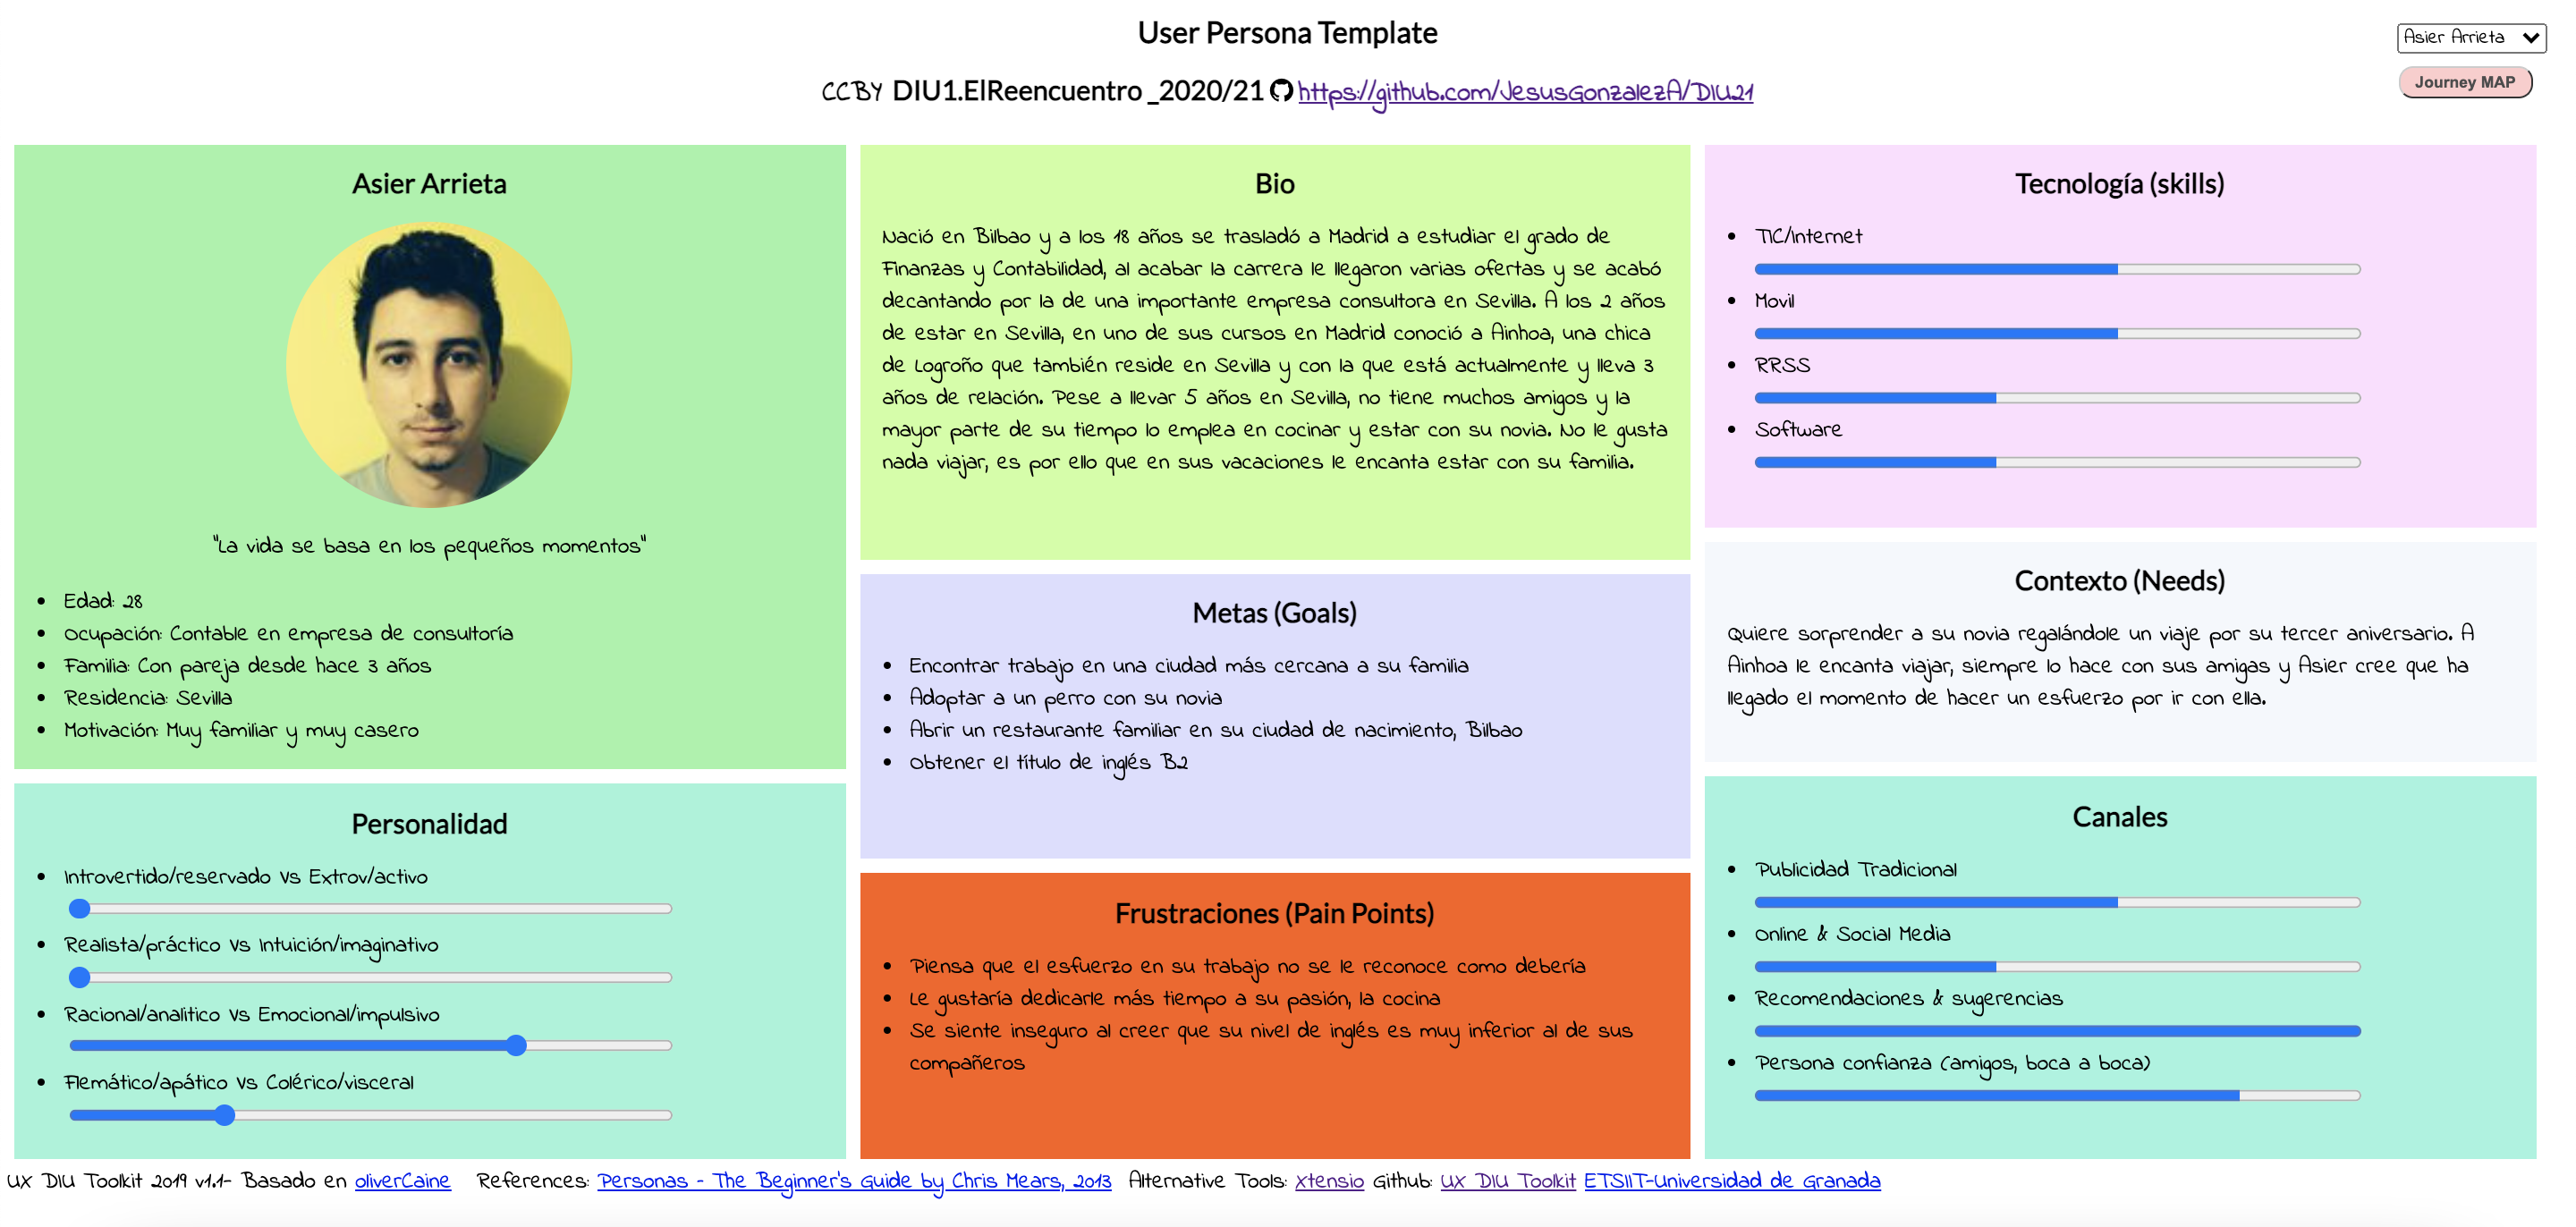 User Persona Template
Asier Arrieta
CCBY DIU1.ElReencuentro _2020/21 https://github.com/JesusGonzalezA/DIU21
Journey MAP
Asier Arrieta
"La vida se basa en los pequeños momentos"
Edad: 28
Ocupación: Contable en empresa de consultoría
Familia: Con pareja desde hace 3 años
Residencia: Sevilla
Motivación: Muy familiar y muy casero
Personalidad
Introvertido/reservado Vs Extrov/activo
Realista/práctico Vs Intuición/imaginativo
Racional/analítico Vs Emocional/impulsivo
Flemático/apático Vs Colérico/visceral
Bio
Nació en Bilbao y a los 18 años se trasladó a Madrid a estudiar el grado de
Finanzas y Contabilidad, al acabar la carrera le llegaron varias ofertas y se acabó
decantando por la de una importante empresa consultora en Sevilla. A los 2 años
de estar en Sevilla, en uno de sus cursos en Madrid conoció a Ainhoa, una chica
de Logroño que también reside en Sevilla y con la que está actualmente y lleva 3
años de relación. Pese a llevar 5 años en Sevilla, no tiene muchos amigos y la
mayor parte de su tiempo lo emplea en cocinar y estar con su novia. No le gusta
nada viajar, es por ello que en sus vacaciones le encanta estar con su familia.
Metas (Goals)
Encontrar trabajo en una ciudad más cercana a su familia
Adoptar a un perro con su novia
Abrir un restaurante familiar en su ciudad de nacimiento, Bilbao
Obtener el título de inglés B2
Frustraciones (Pain Points)
Piensa que el esfuerzo en su trabajo no se le reconoce como debería
Le gustaría dedicarle más tiempo a su pasión, la cocina
Se siente inseguro al creer que su nivel de inglés es muy inferior al de sus
compañeros
Tecnología (skills)
TIC/Internet
Movil
RRSS
Software
Contexto (Needs)
Quiere sorprender a su novia regalándole un viaje por su tercer aniversario. A
Ainhoa le encanta viajar, siempre lo hace con sus amigas y Asier cree que ha
llegado el momento de hacer un esfuerzo por ir con ella.
Canales
Publicidad Tradicional
Online & Social Media
Recomendaciones & sugerencias
Persona confianza (amigos, boca a boca)
UX DIU Toolkit 2019 v1.1- Basado en oliverCaine References: Personas - The Beginner's Guide by Chris Mears, 2013 Alternative Tools: Xtensio Github: UX DIU Toolkit ETSIIT-Universidad de Granada